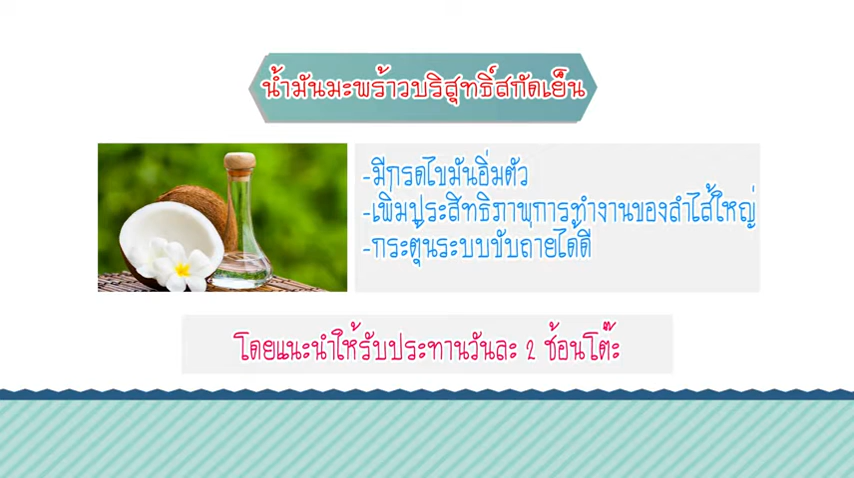 น้ำมันมะพร้าวบริสุทธิ์สกัดเย็น
-มีกรดไขมันอิ่มตัว
-เพิ่มประสิทธิภาพการทำงานของลำไส้ใหญ่
-กระตุ้นระบบขับถ่ายได้ดี
โดยแนะนำให้รับประทานวันละ 2 ช้อนโต๊ะ